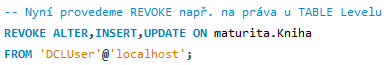 -- Nyní provedeme REVOKE např. na práva u TABLE Levelu
REVOKE ALTER,INSERT,UPDATE ON maturita.Kniha
FROM 'DCLUser'@'localhost';